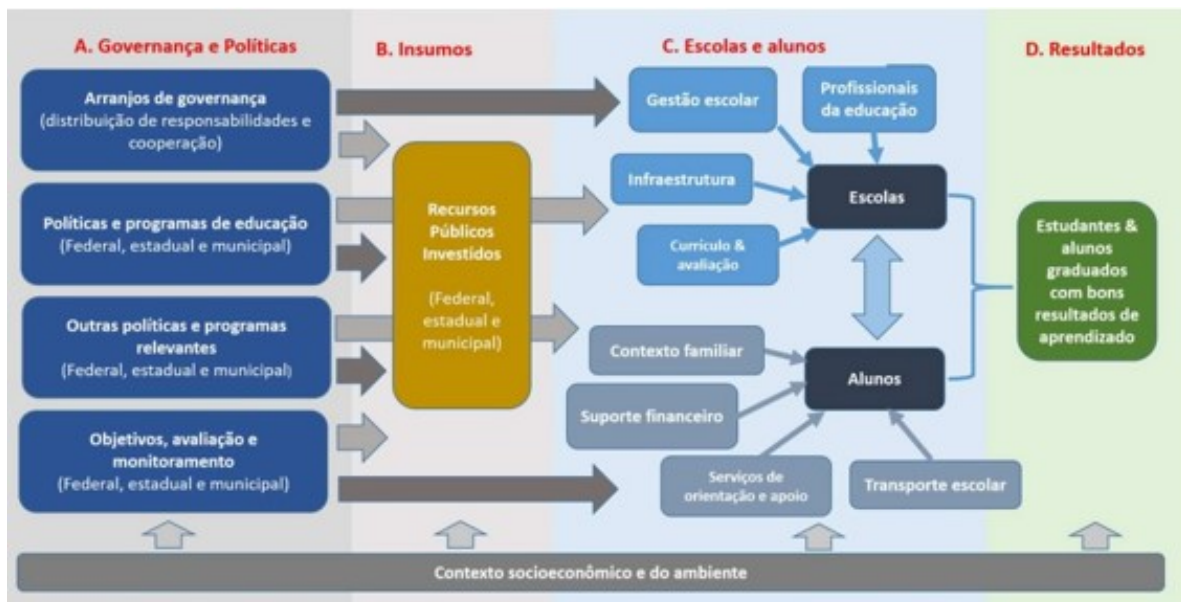 A. Governança e Políticas
B. Insumos
C. Escolas e alunos
D. Resultados
Arranjos de governança
(distribuição de responsabilidades e
cooperação)
Políticas e programas de educação
(Federal, estadual e municipal)
Outras políticas e programas
relevantes
(Federal, estadual e municipal)
Objetivos, avaliação e
monitoramento
(Federal, estadual e municipal)
Recursos
Públicos
Investidos
(Federal,
estadual e
municipal)
Gestão escolar
Profissionais
da educação
Infraestrutura
Escolas
Currículo &
avaliação
Contexto familiar
Alunos
Suporte financeiro
Serviços de
orientação e apoio
Transporte escolar
Estudantes &
alunos
graduados
com bons
resultados de
aprendizado
Contexto socioeconômico e do ambiente